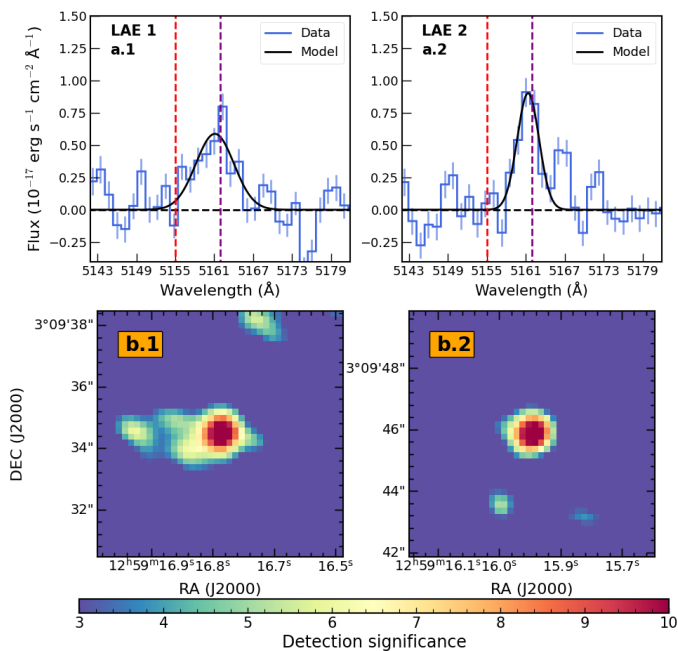 LAE 1
a.1
Data
Model
LAE 2
a.2
Data
Model
1.50
1.25
1.00
0.75
0.50
0.25
0.00
−0.25
Flux (10⁻¹⁷ erg s⁻¹ cm⁻² Å⁻¹)
1.50
1.25
1.00
0.75
0.50
0.25
0.00
−0.25
5143 5149 5155 5161 5167 5173 5179
Wavelength (Å)
5143 5149 5155 5161 5167 5173 5179
Wavelength (Å)
b.1
b.2
3°09'38"
36"
34"
32"
DEC (J2000)
3°09'48"
46"
44"
42"
12ʰ59ᵐ16.9ˢ 16.8ˢ 16.7ˢ 16.5ˢ
RA (J2000)
12ʰ59ᵐ16.1ˢ 16.0ˢ 15.9ˢ 15.7ˢ
RA (J2000)
3 4 5 6 7 8 9 10
Detection significance